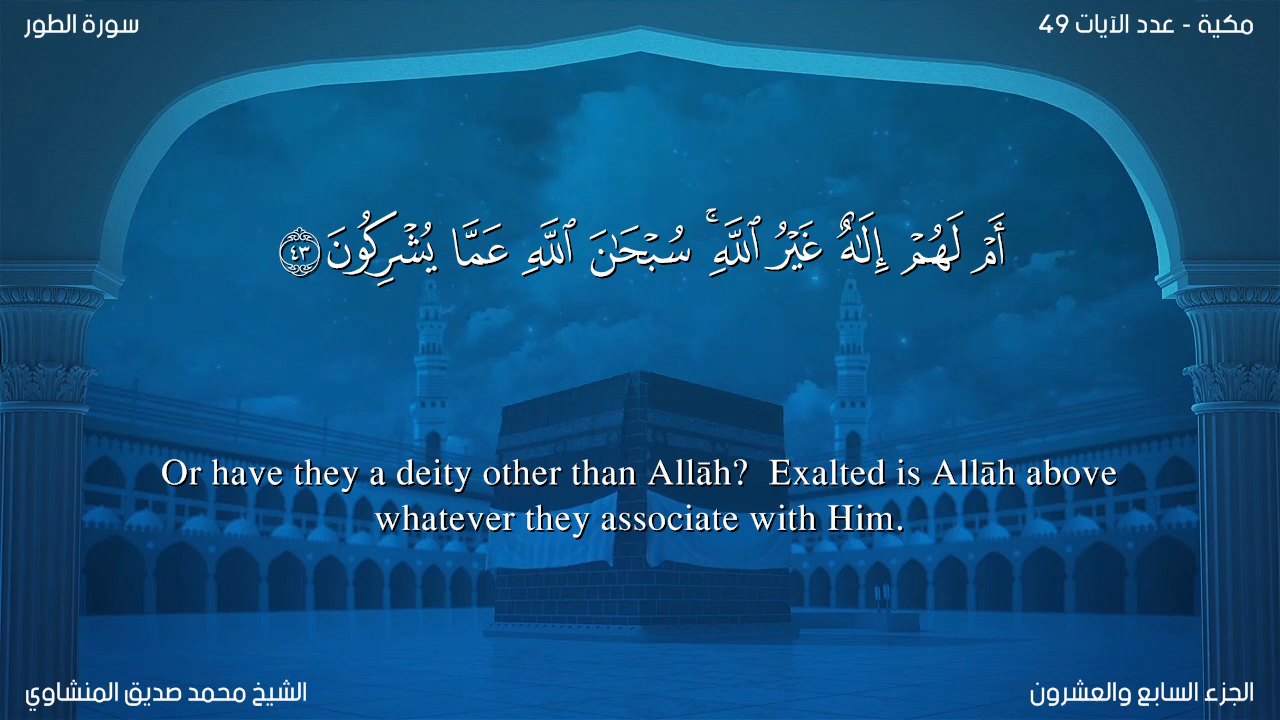 سورة الطور
مكية - عدد الآيات 49
أَمۡ لَهُمۡ إِلَٰهٌ غَيۡرُ ٱللَّهِۚ سُبۡحَٰنَ ٱللَّهِ عَمَّا يُشۡرِكُونَ ٤٣
Or have they a deity other than Allāh?  Exalted is Allāh above
whatever they associate with Him.
الشيخ محمد صديق المنشاوي
الجزء السابع والعشرون